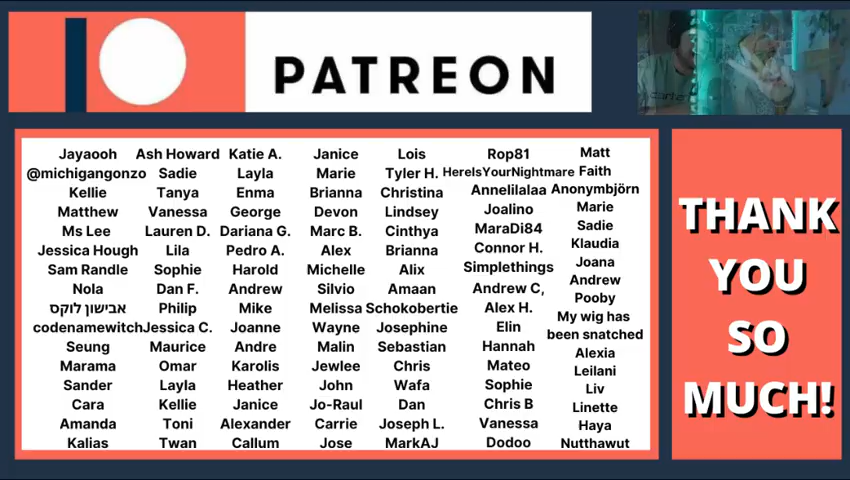 PATREON
Jayaooh
@michigangonzo
Kellie
Matthew
Ms Lee
Jessica Hough
Sam Randle
Nola
אבישון לוקס
codenamewitch
Seung
Marama
Sander
Cara
Amanda
Kalias
Ash Howard
Sadie
Tanya
Vanessa
Lauren D.
Lila
Sophie
Dan F.
Philip
Jessica C.
Maurice
Omar
Layla
Kellie
Toni
Twan
Katie A.
Layla
Enma
George
Dariana G.
Pedro A.
Harold
Andrew
Mike
Joanne
Andre
Karolis
Heather
Janice
Alexander
Callum
Janice
Marie
Brianna
Devon
Marc B.
Alex
Michelle
Silvio
Melissa
Wayne
Malin
Jewlee
John
Jo-Raul
Carrie
Jose
Lois
Tyler H.
Christina
Lindsey
Cinthya
Brianna
Alix
Amaan
Schokobertie
Josephine
Sebastian
Chris
Wafa
Dan
Joseph L.
MarkAJ
Rop81
HereIsYourNightmare
Annelilalaa
Joalino
MaraDi84
Connor H.
Simplethings
Andrew C,
Alex H.
Elin
Hannah
Mateo
Sophie
Chris B
Vanessa
Dodoo
Matt
Faith
Anonymbjörn
Marie
Sadie
Klaudia
Joana
Andrew
Pooby
My wig has
been snatched
Alexia
Leilani
Liv
Linette
Haya
Nutthawut
THANK
YOU
SO
MUCH!